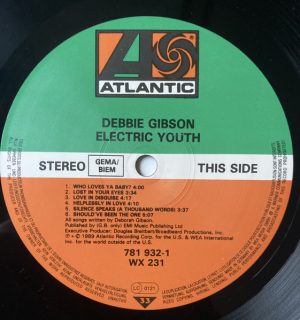 ATLANTIC
DEBBIE GIBSON
ELECTRIC YOUTH
STEREO
GEMA/
BIEM
THIS SIDE
1. WHO LOVES YA BABY? 4:00
2. LOST IN YOUR EYES 3:34
3. LOVE IN DISGUISE 4:17
4. HELPLESSLY IN LOVE 4:10
5. SILENCE SPEAKS (A THOUSAND WORDS) 3:37
6. SHOULD'VE BEEN THE ONE 5:07
All songs written by Deborah Gibson.
Published by (G.B. only) EMI Music Publishing Ltd
Executive Producer: Douglas Breitbart/Broadbeard Productions, Inc.
© 1989 Atlantic Recording Corp. for the U.S. & WEA International
Inc. for the world outside of the U.S.
781 932-1
WX 231
LC 0121
33